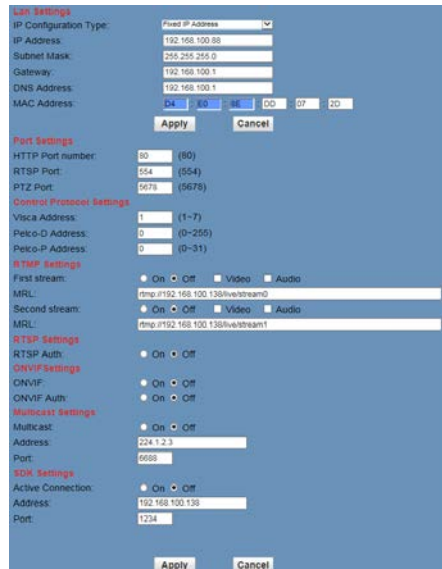 Lan Settings
IP Configuration Type: Fixed IP Address
IP Address: 192.168.100.88
Subnet Mask: 255.255.255.0
Gateway: 192.168.100.1
DNS Address: 192.168.100.1
MAC Address: D4 : E0 : 8E : DD : 07 : 2D
Apply Cancel
Port Settings
HTTP Port number: 80 (80)
RTSP Port: 554 (554)
PTZ Port: 5678 (5678)
Control Protocol Settings
Visca Address: 1 (1~7)
Pelco-D Address: 0 (0~255)
Pelco-P Address: 0 (0~31)
RTMP Settings
First stream: On Off Video Audio
MRL: rtmp://192.168.100.138/live/stream0
Second stream: On Off Video Audio
MRL: rtmp://192.168.100.138/live/stream1
RTSP Settings
RTSP Auth: On Off
ONVIFSettings
ONVIF: On Off
ONVIF Auth: On Off
Multicast Settings
Multicast: On Off
Address: 224.1.2.3
Port: 6688
SDK Settings
Active Connection: On Off
Address: 192.168.100.138
Port: 1234
Apply Cancel